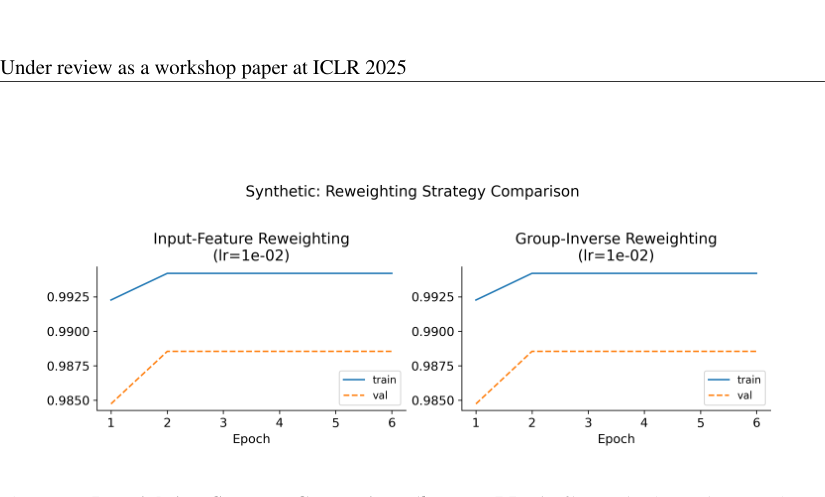 Under review as a workshop paper at ICLR 2025
Synthetic: Reweighting Strategy Comparison
Input-Feature Reweighting
(lr=1e-02)
0.9925
0.9900
0.9875
0.9850
train
val
1 2 3 4 5 6
Epoch
Group-Inverse Reweighting
(lr=1e-02)
0.9925
0.9900
0.9875
0.9850
train
val
1 2 3 4 5 6
Epoch